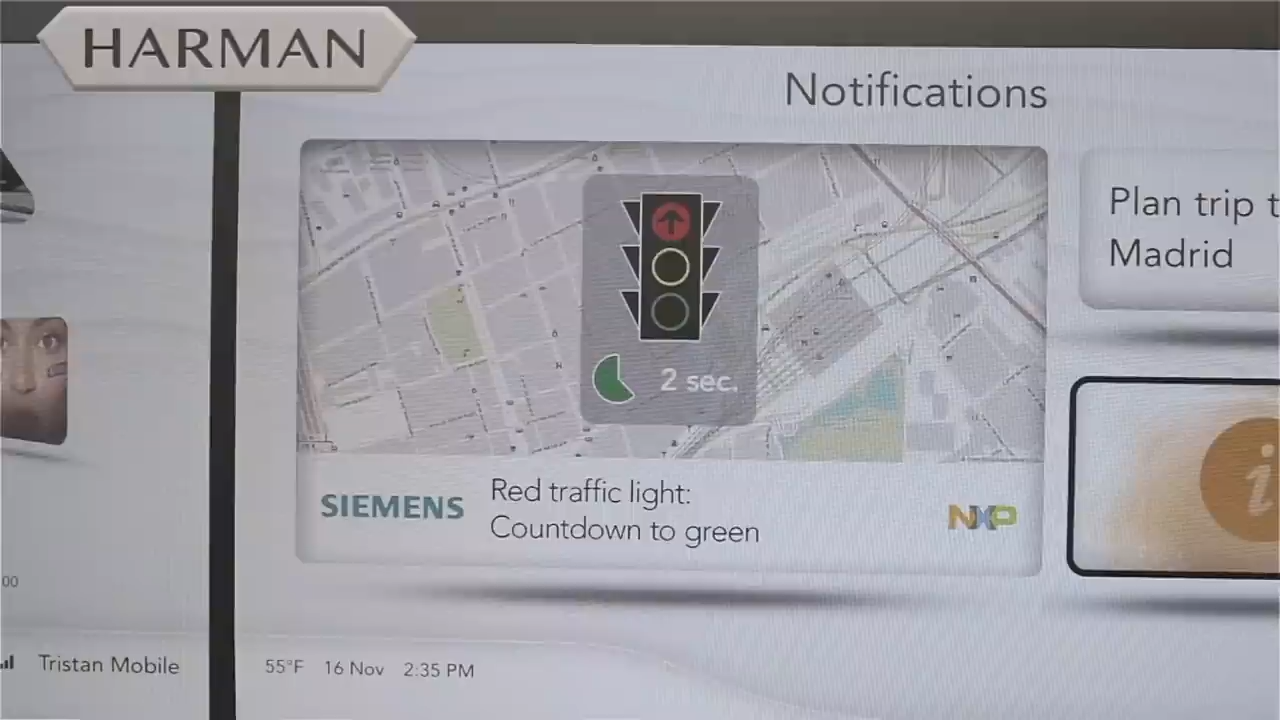 HARMAN
Notifications
Plan trip t
Madrid
2 sec.
SIEMENS
Red traffic light:
Countdown to green
NXP
i
00
Tristan Mobile
55°F 16 Nov 2:35 PM